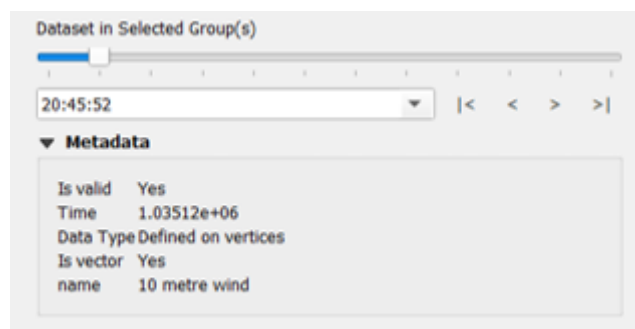 Dataset in Selected Group(s)
20:45:52
|< < > >|
Metadata
Is valid Yes
Time 1.03512e+06
Data Type Defined on vertices
Is vector Yes
name 10 metre wind